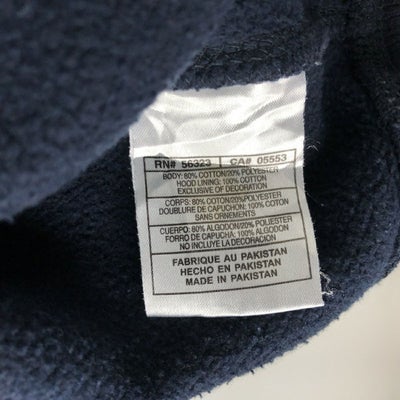 RN# 56323 CA# 05553
BODY: 80% COTTON/20% POLYESTER
HOOD LINING: 100% COTTON
EXCLUSIVE OF DECORATION
CORPS: 80% COTTON/20%POLYESTER
DOUBLURE DE CAPUCHON: 100% COTON
SANS ORNEMENTS
CUERPO: 80% ALGODON/20% POLIESTER
FORRO DE CAPUCHA: 100% ALGODON
NO INCLUYE LA DECORACION
FABRIQUE AU PAKISTAN
HECHO EN PAKISTAN
MADE IN PAKISTAN